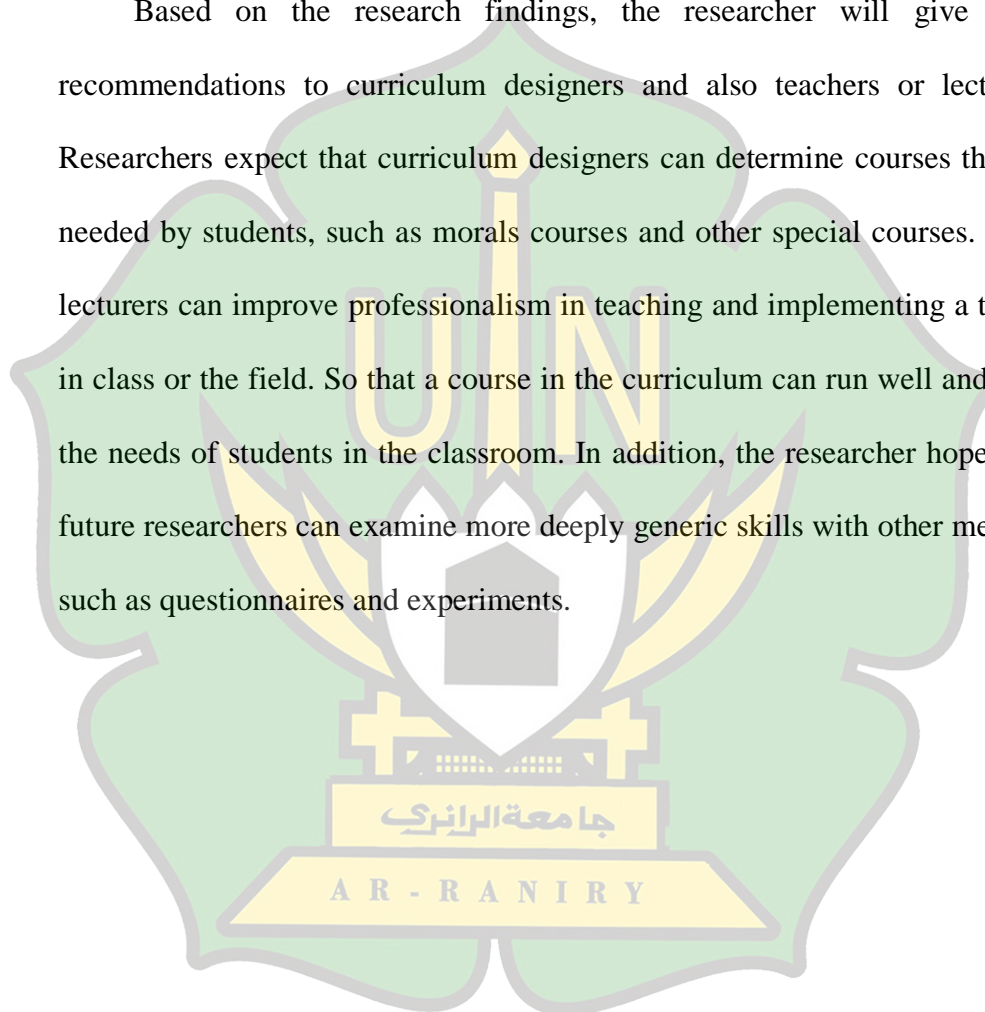 Based on the research findings, the researcher will give
recommendations to curriculum designers and also teachers or lect
Researchers expect that curriculum designers can determine courses th
needed by students, such as morals courses and other special courses.
lecturers can improve professionalism in teaching and implementing a t
in class or the field. So that a course in the curriculum can run well and
the needs of students in the classroom. In addition, the researcher hope
future researchers can examine more deeply generic skills with other me
such as questionnaires and experiments.
UIN
جامعة الرانري
AR-RANIRY